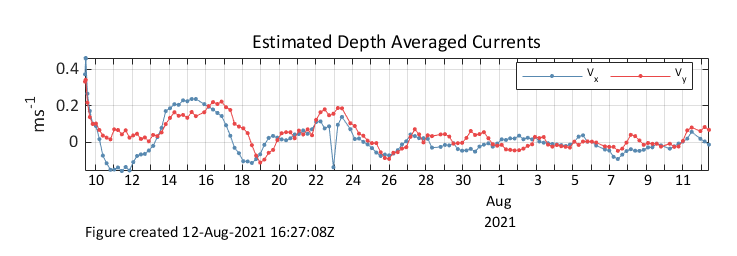 Estimated Depth Averaged Currents
ms-1
0.4
0.2
0
Vx Vy
10 12 14 16 18 20 22 24 26 28 30 1 3 5 7 9 11
Aug
2021
Figure created 12-Aug-2021 16:27:08Z